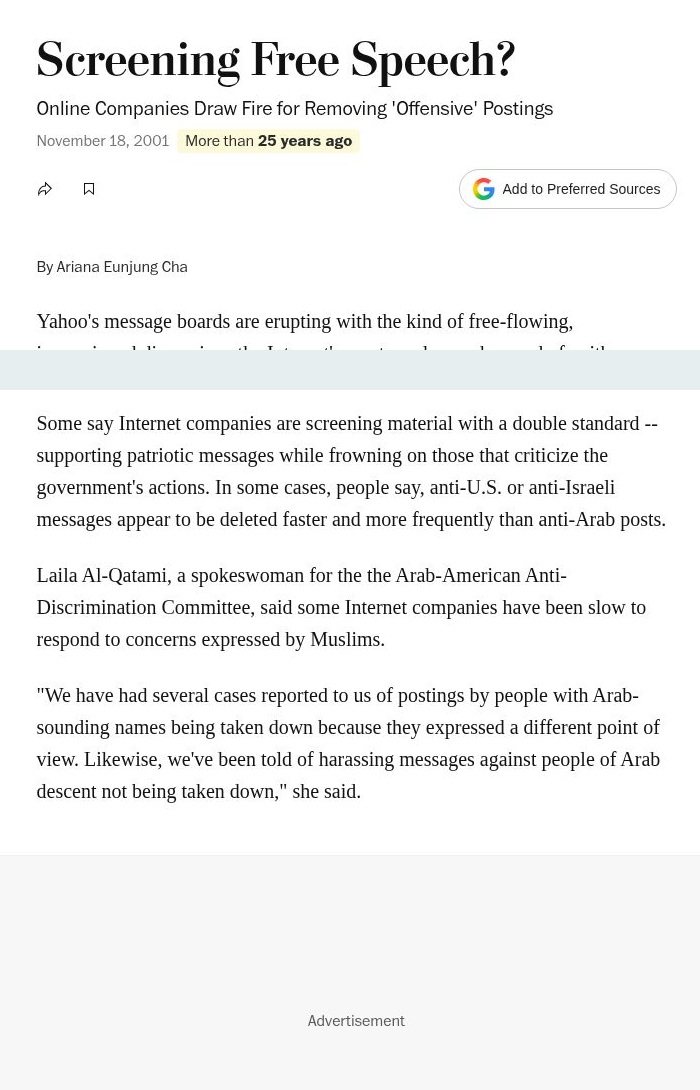 Screening Free Speech?
Online Companies Draw Fire for Removing 'Offensive' Postings
November 18, 2001 More than 25 years ago
Add to Preferred Sources
By Ariana Eunjung Cha
Yahoo's message boards are erupting with the kind of free-flowing,
Some say Internet companies are screening material with a double standard --
supporting patriotic messages while frowning on those that criticize the
government's actions. In some cases, people say, anti-U.S. or anti-Israeli
messages appear to be deleted faster and more frequently than anti-Arab posts.
Laila Al-Qatami, a spokeswoman for the the Arab-American Anti-
Discrimination Committee, said some Internet companies have been slow to
respond to concerns expressed by Muslims.
"We have had several cases reported to us of postings by people with Arab-
sounding names being taken down because they expressed a different point of
view. Likewise, we've been told of harassing messages against people of Arab
descent not being taken down," she said.
Advertisement